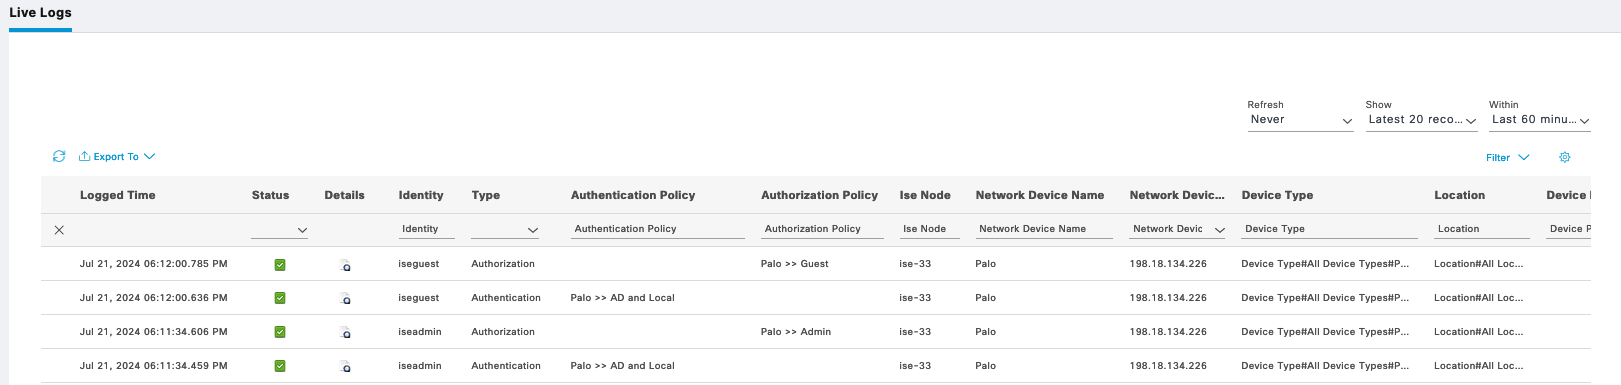 Live Logs
Refresh Show Within
Never Latest 20 reco... Last 60 minu...
Export To Filter
Logged Time Status Details Identity Type Authentication Policy Authorization Policy Ise Node Network Device Name Network Devic... Device Type Location Device
Identity Authentication Policy Authorization Policy Ise Node Network Device Name Network Devic Device Type Location Device P
Jul 21, 2024 06:12:00.785 PM iseguest Authorization Palo >> Guest ise-33 Palo 198.18.134.226 Device Type#All Device Types#P... Location#All Loc...
Jul 21, 2024 06:12:00.636 PM iseguest Authentication Palo >> AD and Local ise-33 Palo 198.18.134.226 Device Type#All Device Types#P... Location#All Loc...
Jul 21, 2024 06:11:34.606 PM iseadmin Authorization Palo >> Admin ise-33 Palo 198.18.134.226 Device Type#All Device Types#P... Location#All Loc...
Jul 21, 2024 06:11:34.459 PM iseadmin Authentication Palo >> AD and Local ise-33 Palo 198.18.134.226 Device Type#All Device Types#P... Location#All Loc...